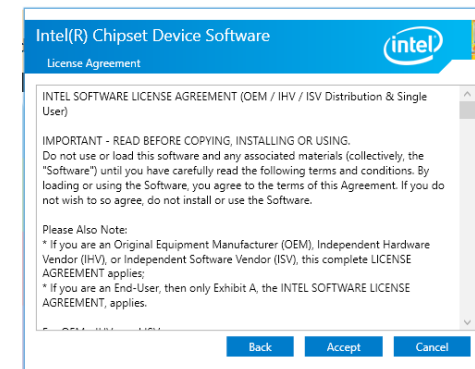 Intel(R) Chipset Device Software
intel
License Agreement
INTEL SOFTWARE LICENSE AGREEMENT (OEM / IHV / ISV Distribution & Single
User)
IMPORTANT - READ BEFORE COPYING, INSTALLING OR USING.
Do not use or load this software and any associated materials (collectively, the
"Software") until you have carefully read the following terms and conditions. By
loading or using the Software, you agree to the terms of this Agreement. If you do
not wish to so agree, do not install or use the Software.
Please Also Note:
* If you are an Original Equipment Manufacturer (OEM), Independent Hardware
Vendor (IHV), or Independent Software Vendor (ISV), this complete LICENSE
AGREEMENT applies;
* If you are an End-User, then only Exhibit A, the INTEL SOFTWARE LICENSE
AGREEMENT, applies.
Back Accept Cancel